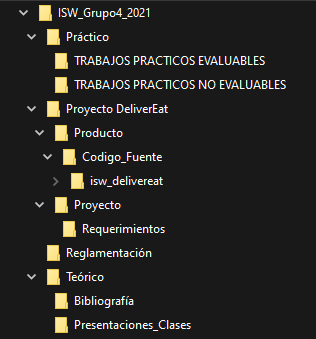 ISW_Grupo4_2021
Práctico
TRABAJOS PRACTICOS EVALUABLES
TRABAJOS PRACTICOS NO EVALUABLES
Proyecto DeliverEat
Producto
Codigo_Fuente
isw_delivereat
Proyecto
Requerimientos
Reglamentación
Teórico
Bibliografía
Presentaciones_Clases